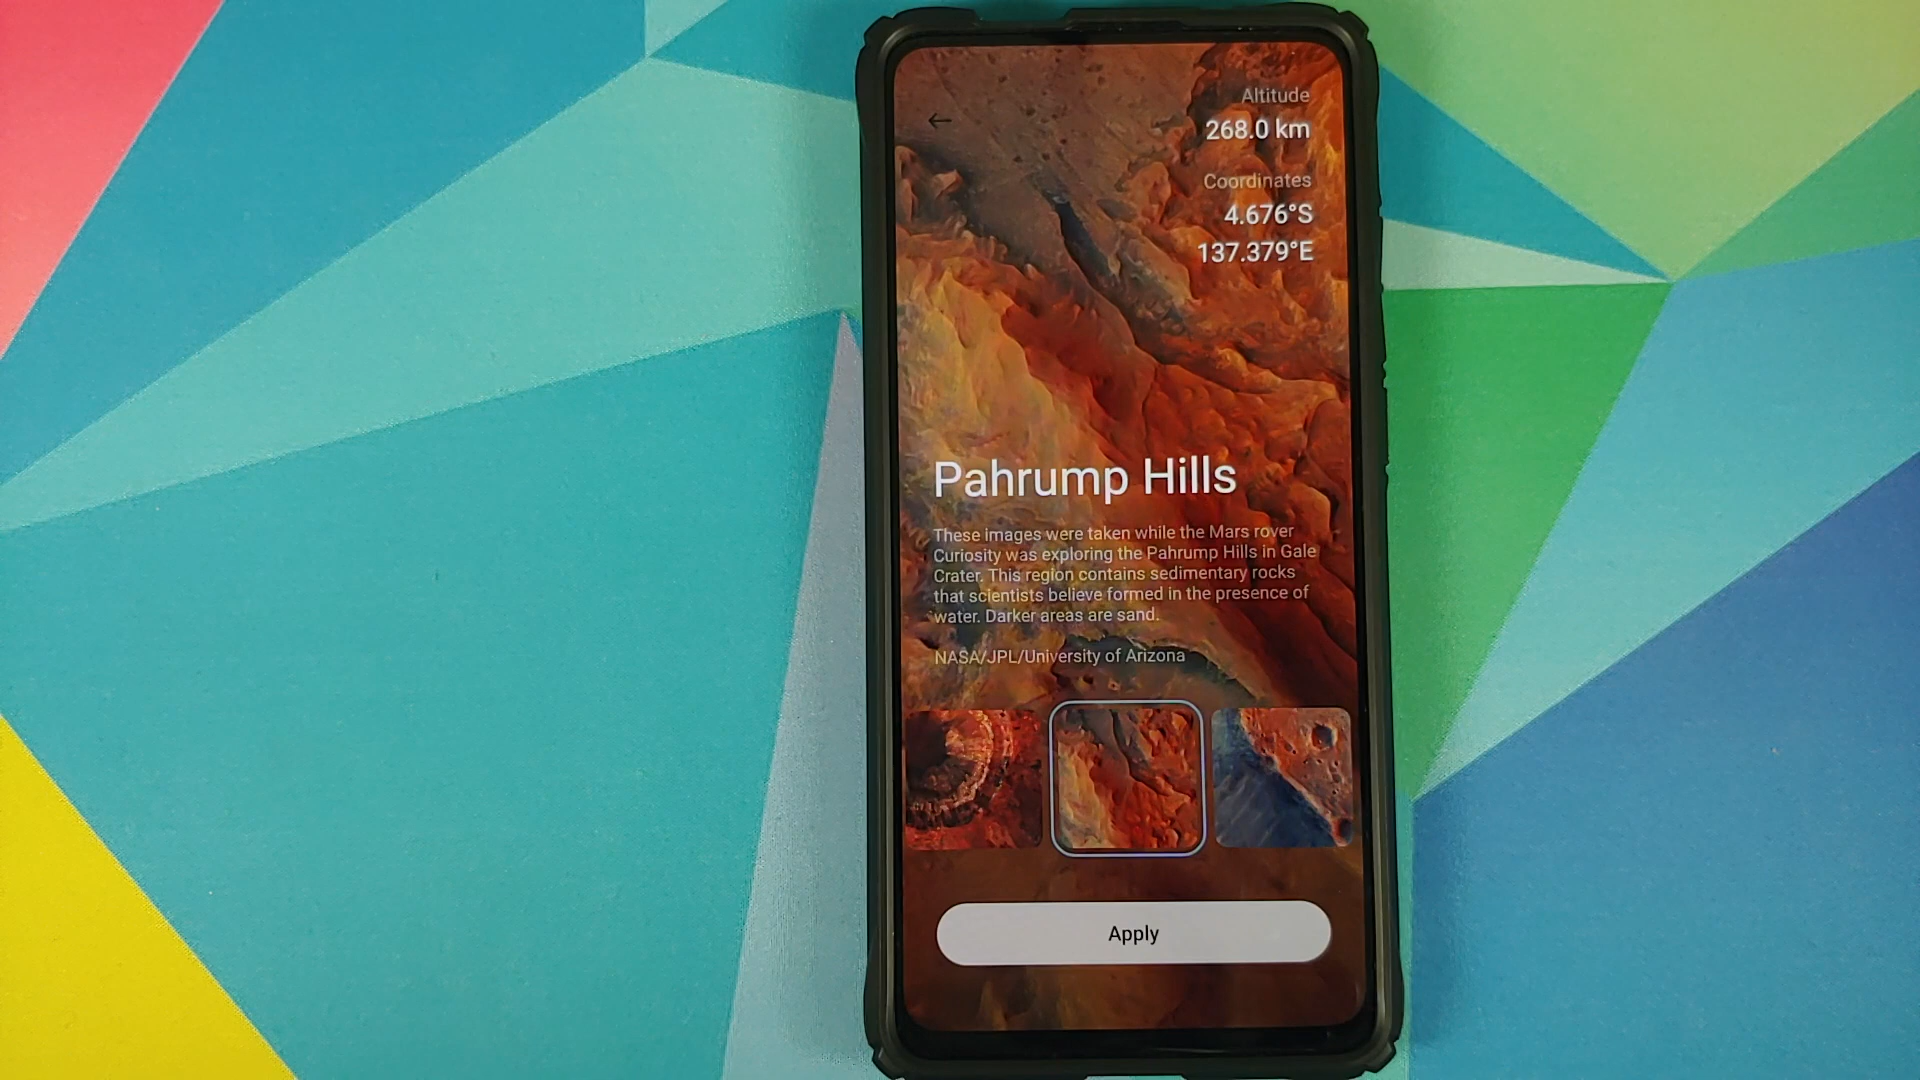 Altitude
268.0 km
Coordinates
4.676°S
137.379°E
Pahrump Hills
These images were taken while the Mars rover
Curiosity was exploring the Pahrump Hills in Gale
Crater. This region contains sedimentary rocks
that scientists believe formed in the presence of
water. Darker areas are sand.
NASA/JPL/University of Arizona
Apply